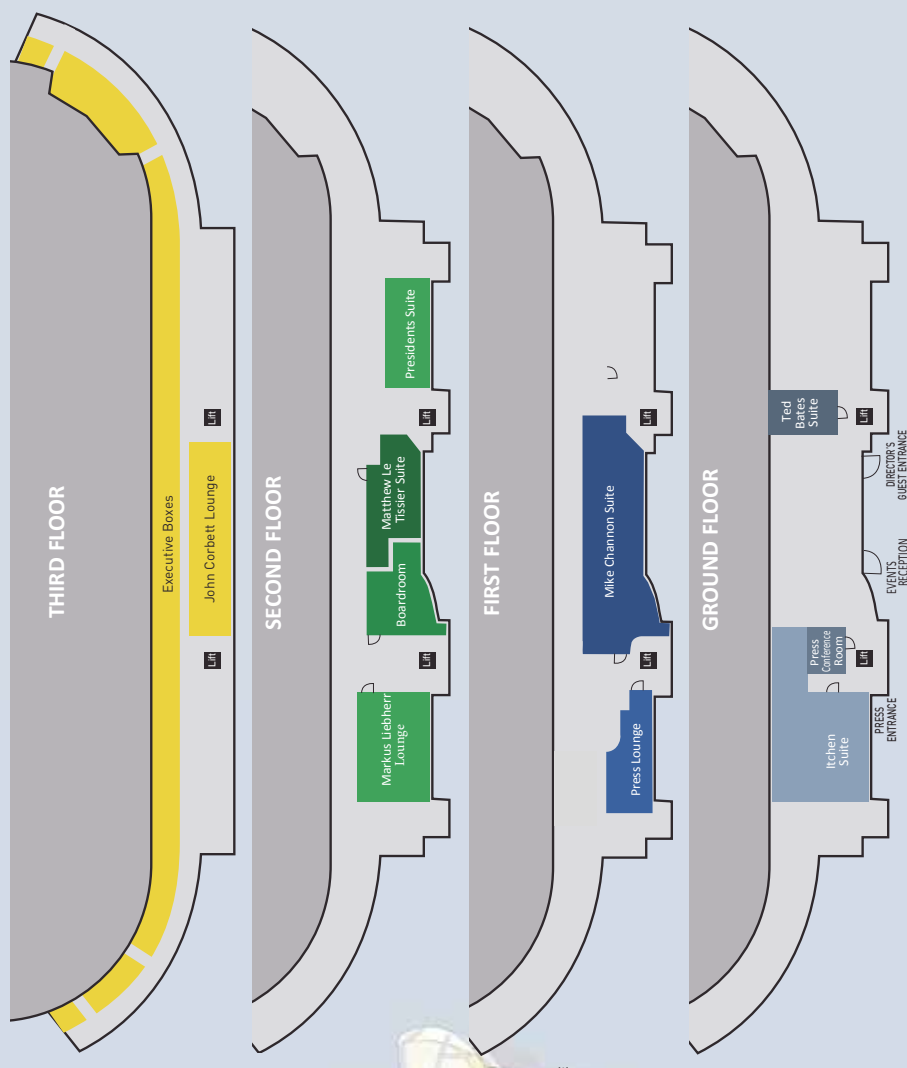 THIRD FLOOR
Executive Boxes
John Corbett Lounge
Lift
Lift
SECOND FLOOR
Markus Liebherr
Lounge
Boardroom
Matthew Le
Tissier Suite
Presidents Suite
Lift
Lift
FIRST FLOOR
Press Lounge
Mike Channon Suite
Lift
Lift
GROUND FLOOR
Itchen
Suite
Press
Conference
Room
Ted
Bates
Suite
Lift
Lift
PRESS
ENTRANCE
EVENTS
RECEPTION
DIRECTOR'S
GUEST ENTRANCE